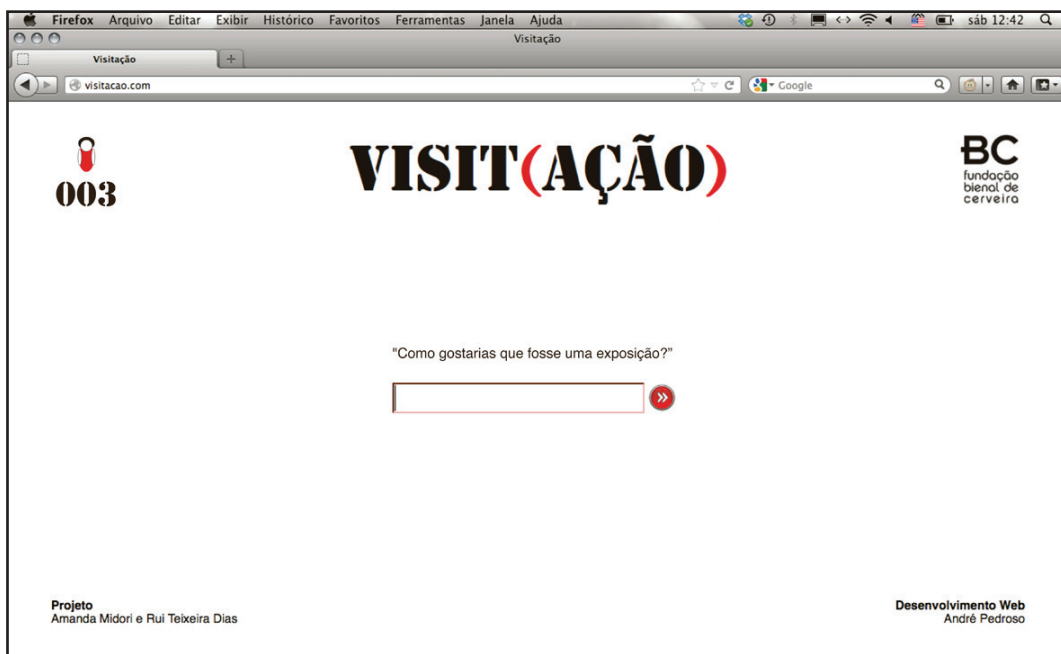 Firefox Arquivo Editar Exibir Histórico Favoritos Ferramentas Janela Ajuda sáb 12:42
Visitação
Visitação
visitacao.com Google
003
VISIT(AÇÃO)
BC
fundação
bienal de
cerveira
"Como gostarias que fosse uma exposição?"
Projeto
Amanda Midori e Rui Teixeira Dias
Desenvolvimento Web
André Pedroso